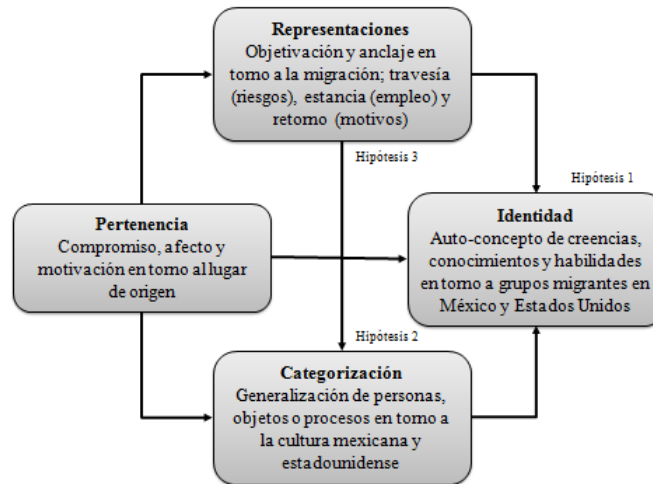 Representaciones
Objetivación y anclaje en
torno a la migración; travesía
(riesgos), estancia (empleo) y
retorno (motivos)
Hipótesis 3
Hipótesis 1
Pertenencia
Compromiso, afecto y
motivación en torno al lugar
de origen
Identidad
Auto-concepto de creencias,
conocimientos y habilidades
en torno a grupos migrantes en
México y Estados Unidos
Hipótesis 2
Categorización
Generalización de personas,
objetos o procesos en torno a
la cultura mexicana y
estadounidense